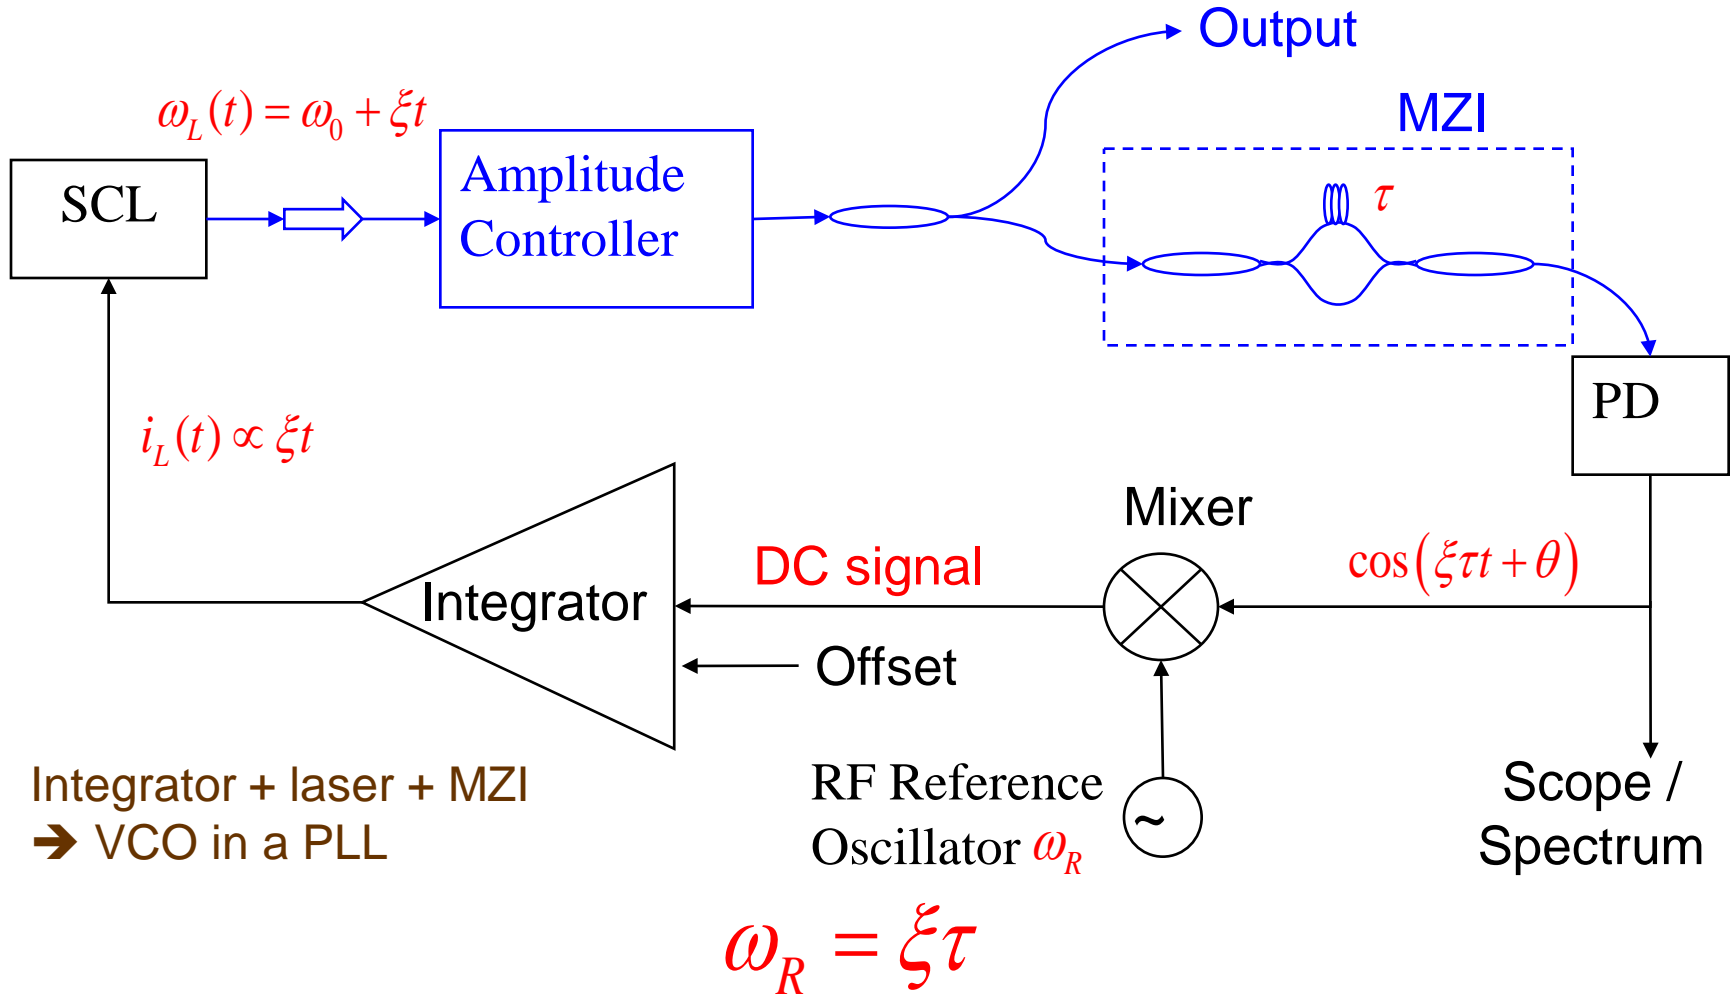 Output
MZI
ω_L(t) = ω_0 + ξt
SCL
Amplitude
Controller
τ
PD
i_L(t) ∝ ξt
Mixer
DC signal
cos(ξτt + θ)
Integrator
Offset
Integrator + laser + MZI
➔ VCO in a PLL
RF Reference
Oscillator ω_R
~
Scope /
Spectrum
ω_R = ξτ